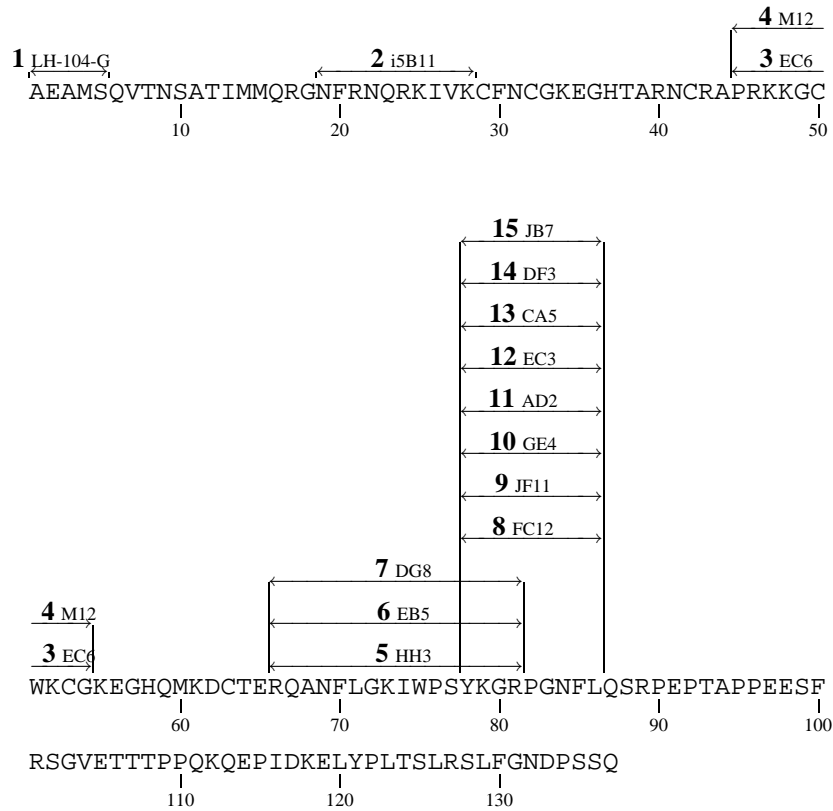 4 M12
1 LH-104-G 2 i5B11 3 EC6
AEAMSQVTNSATIMMQRGNFRNQRKIVKCFNCGKEGHTARNCRAPRKKGC
10 20 30 40 50
15 JB7
14 DF3
13 CA5
12 EC3
11 AD2
10 GE4
9 JF11
8 FC12
7 DG8
4 M12 6 EB5
3 EC6 5 HH3
WKCGKEGHQMKDCTERQANFLGKIWPSYKGRPGNFLQSRPEPTAPPEESF
60 70 80 90 100
RSGVETTTPPQKQEPIDKELYPLTSLRSLFGNDPSSQ
110 120 130